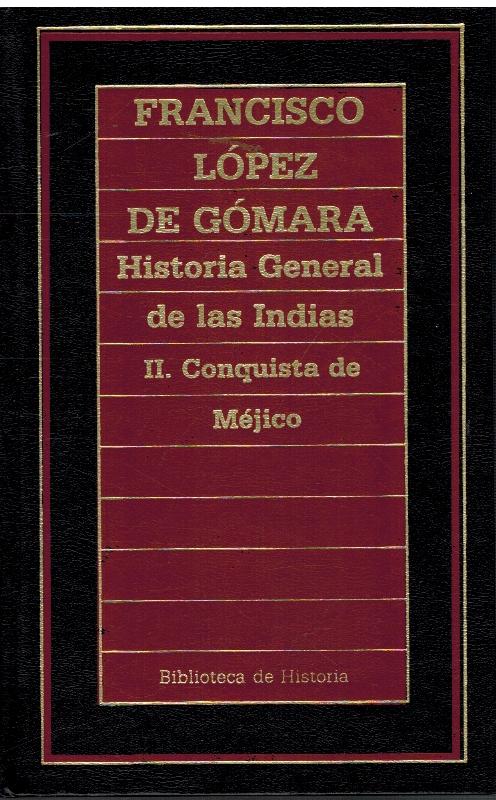 FRANCISCO
LÓPEZ
DE GÓMARA
Historia General
de las Indias
II. Conquista de
Méjico
Biblioteca de Historia